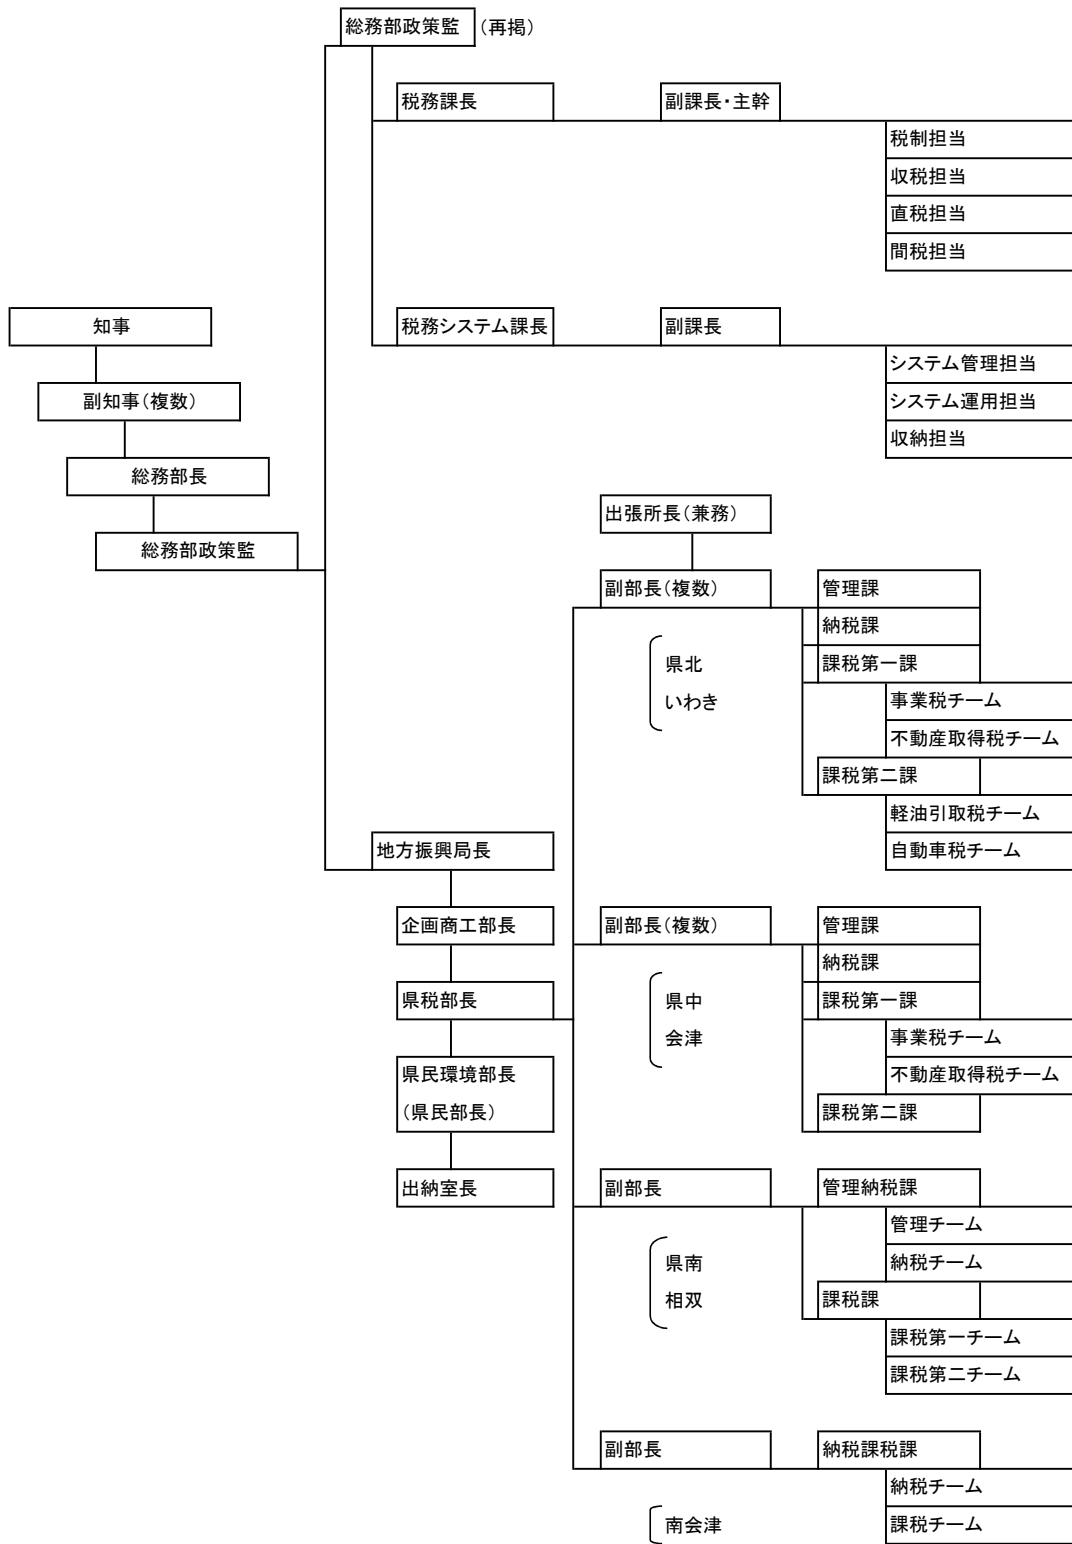 総務部政策監 (再掲)
税務課長 副課長・主幹
税制担当
収税担当
直税担当
間税担当
知事
税務システム課長 副課長
システム管理担当
副知事(複数)
システム運用担当
収納担当
総務部長
出張所長(兼務)
総務部政策監
副部長(複数) 管理課
納税課
県北
課税第一課
いわき
事業税チーム
不動産取得税チーム
課税第二課
軽油引取税チーム
地方振興局長
自動車税チーム
企画商工部長
副部長(複数) 管理課
納税課
県税部長
県中
課税第一課
会津
事業税チーム
県民環境部長
不動産取得税チーム
(県民部長)
課税第二課
出納室長
副部長 管理納税課
管理チーム
県南
納税チーム
相双
課税課
課税第一チーム
課税第二チーム
副部長 納税課税課
納税チーム
南会津
課税チーム